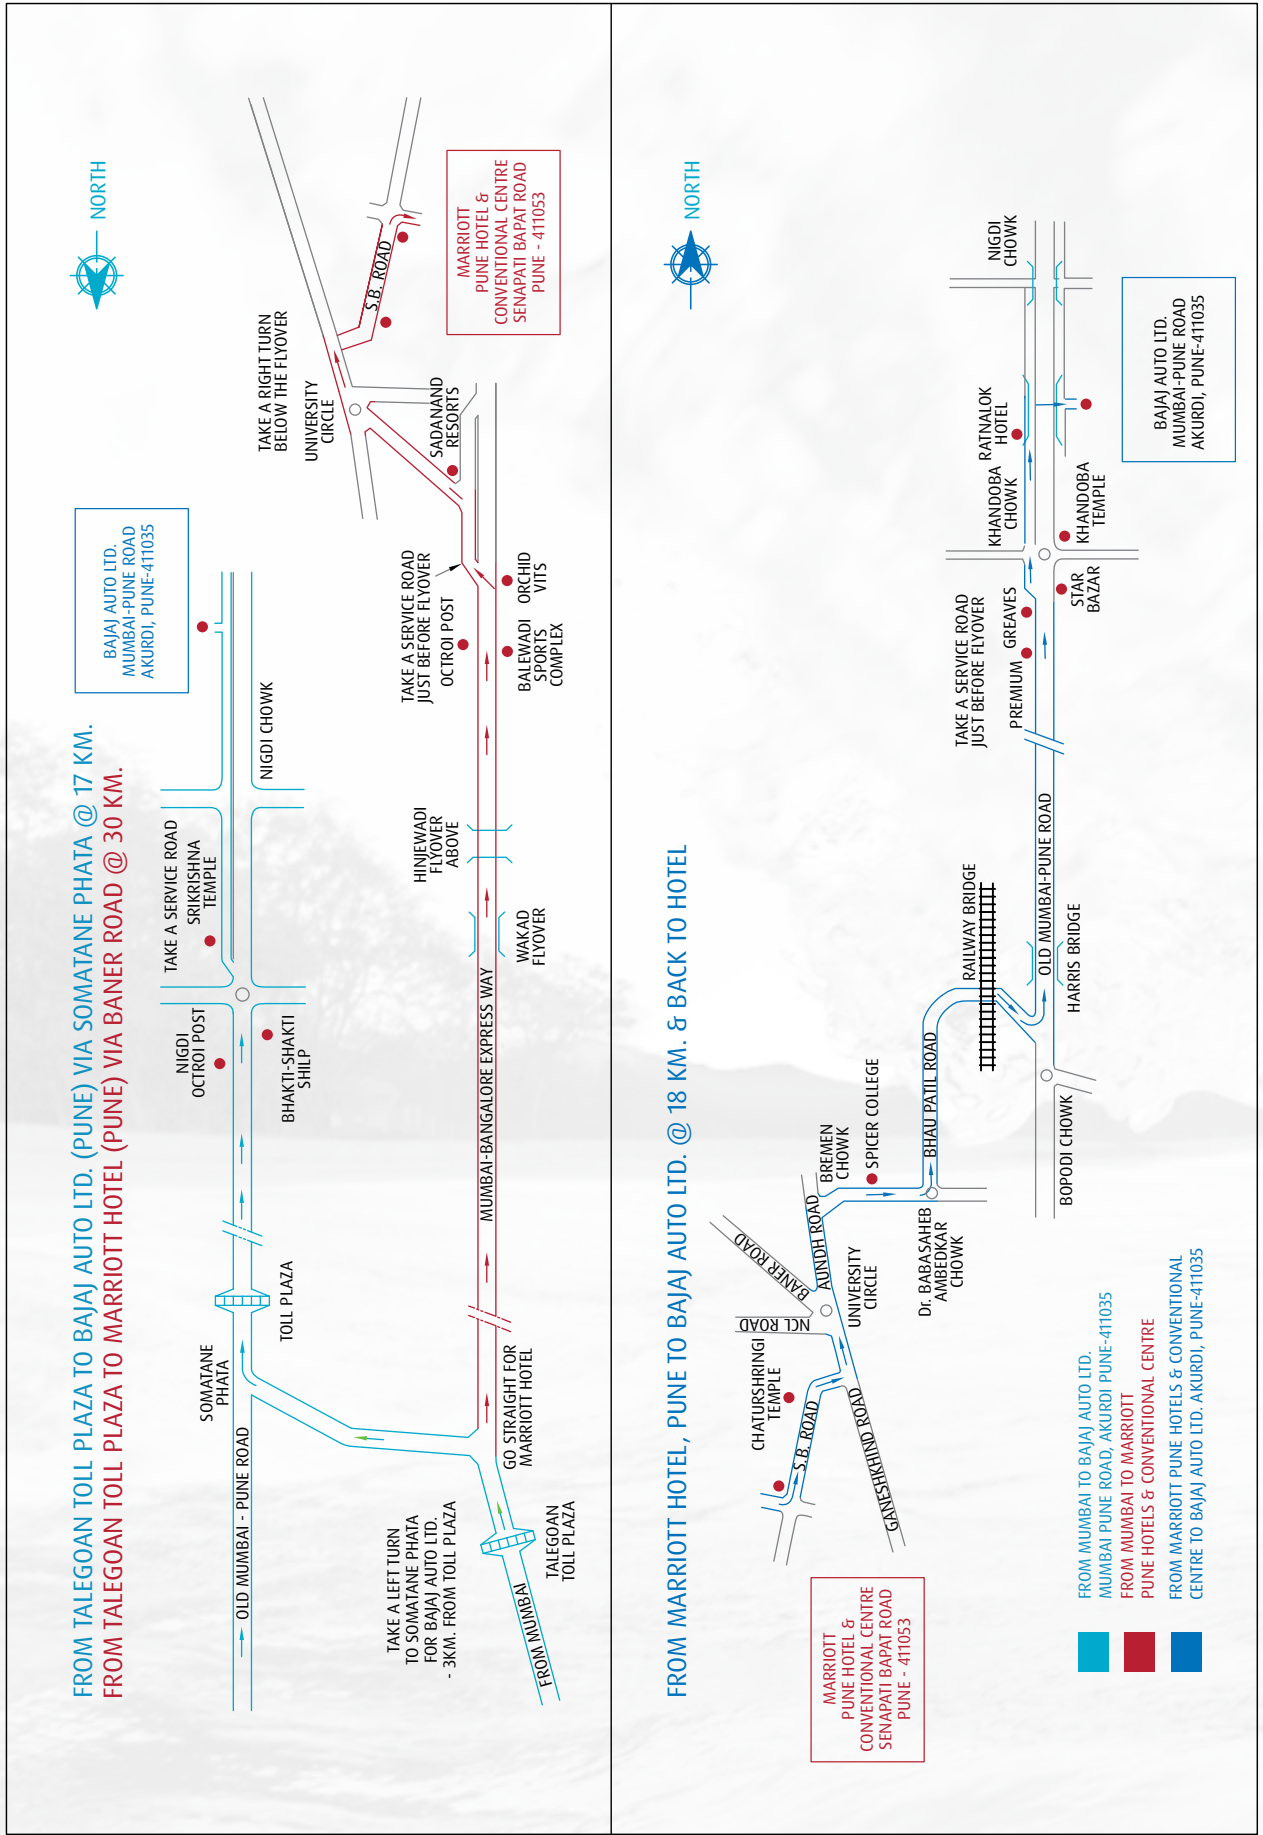 FROM TALEGOAN TOLL PLAZA TO BAJAJ AUTO LTD. (PUNE) VIA SOMATANE PHATA @ 17 KM.
FROM TALEGOAN TOLL PLAZA TO MARRIOTT HOTEL (PUNE) VIA BANER ROAD @ 30 KM.
BAJAJ AUTO LTD.
MUMBAI-PUNE ROAD
AKURDI, PUNE-411035
NORTH
SOMATANE
PHATA
OLD MUMBAI - PUNE ROAD
TOLL PLAZA
NIGDI
OCTROI POST
BHAKTI-SHAKTI
SHILP
TAKE A SERVICE ROAD
SRIKRISHNA
TEMPLE
NIGDI CHOWK
TAKE A RIGHT TURN
BELOW THE FLYOVER
UNIVERSITY
CIRCLE
S.B. ROAD
MARRIOTT
PUNE HOTEL &
CONVENTIONAL CENTRE
SENAPATI BAPAT ROAD
PUNE - 411053
TAKE A LEFT TURN
TO SOMATANE PHATA
FOR BAJAJ AUTO LTD.
- 3KM. FROM TOLL PLAZA
FROM MUMBAI
TALEGOAN
TOLL PLAZA
GO STRAIGHT FOR
MARRIOTT HOTEL
MUMBAI-BANGALORE EXPRESS WAY
WAKAD
FLYOVER
HINJEWADI
FLYOVER
ABOVE
TAKE A SERVICE ROAD
JUST BEFORE FLYOVER
OCTROI POST
BALEWADI
SPORTS
COMPLEX
ORCHID
VITS
SADANAND
RESORTS
FROM MARRIOTT HOTEL, PUNE TO BAJAJ AUTO LTD. @ 18 KM. & BACK TO HOTEL
NORTH
MARRIOTT
PUNE HOTEL &
CONVENTIONAL CENTRE
SENAPATI BAPAT ROAD
PUNE - 411053
CHATURSHRINGI
TEMPLE
S.B. ROAD
GANESHKHIND ROAD
NCL ROAD
BANER ROAD
AUNDH ROAD
UNIVERSITY
CIRCLE
BREMEN
CHOWK
SPICER COLLEGE
Dr. BABASAHEB
AMBEDKAR
CHOWK
BHAU PATIL ROAD
RAILWAY BRIDGE
BOPODI CHOWK
HARRIS BRIDGE
OLD MUMBAI-PUNE ROAD
TAKE A SERVICE ROAD
JUST BEFORE FLYOVER
PREMIUM
GREAVES
STAR
BAZAR
KHANDOBA
CHOWK
KHANDOBA
TEMPLE
RATNALOK
HOTEL
NIGDI
CHOWK
BAJAJ AUTO LTD.
MUMBAI-PUNE ROAD
AKURDI, PUNE-411035
FROM MUMBAI TO BAJAJ AUTO LTD.
MUMBAI PUNE ROAD, AKURDI PUNE-411035
FROM MUMBAI TO MARRIOTT
PUNE HOTELS & CONVENTIONAL CENTRE
FROM MARRIOTT PUNE HOTELS & CONVENTIONAL
CENTRE TO BAJAJ AUTO LTD. AKURDI, PUNE-411035